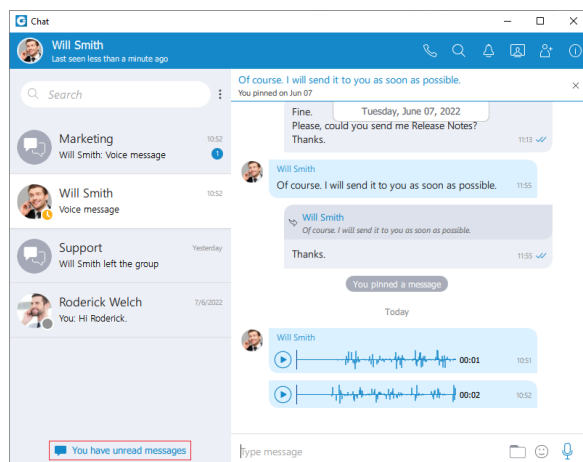 Chat
Will Smith
Last seen less than a minute ago
Search
Marketing
10:52
Will Smith: Voice message
1
Will Smith
10:52
Voice message
Support
Yesterday
Will Smith left the group
Roderick Welch
7/6/2022
You: Hi Roderick.
You have unread messages
Of course. I will send it to you as soon as possible.
You pinned on Jun 07
Tuesday, June 07, 2022
Fine.
Please, could you send me Release Notes?
Thanks.
11:13
Will Smith
Of course. I will send it to you as soon as possible.
11:55
Will Smith
Of course. I will send it to you as soon as possible.
Thanks.
11:55
You pinned a message
Today
Will Smith
00:01
10:51
00:02
10:52
Type message